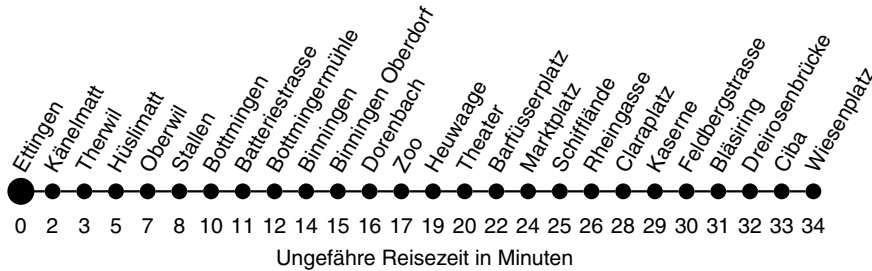 Ettingen
Känelmatt
Therwil
Hüslimatt
Oberwil
Stallen
Bottmingen
Batteriestrasse
Bottmingermühle
Binningen
Binningen Oberdorf
Dorenbach
Zoo
Heuwaage
Theater
Barfüsserplatz
Marktplatz
Schifflände
Rheingasse
Claraplatz
Kaserne
Feldbergstrasse
Bläsiring
Dreirosenbrücke
Ciba
Wiesenplatz
0 2 3 5 7 8 10 11 12 14 15 16 17 19 20 22 24 25 26 28 29 30 31 32 33 34
Ungefähre Reisezeit in Minuten